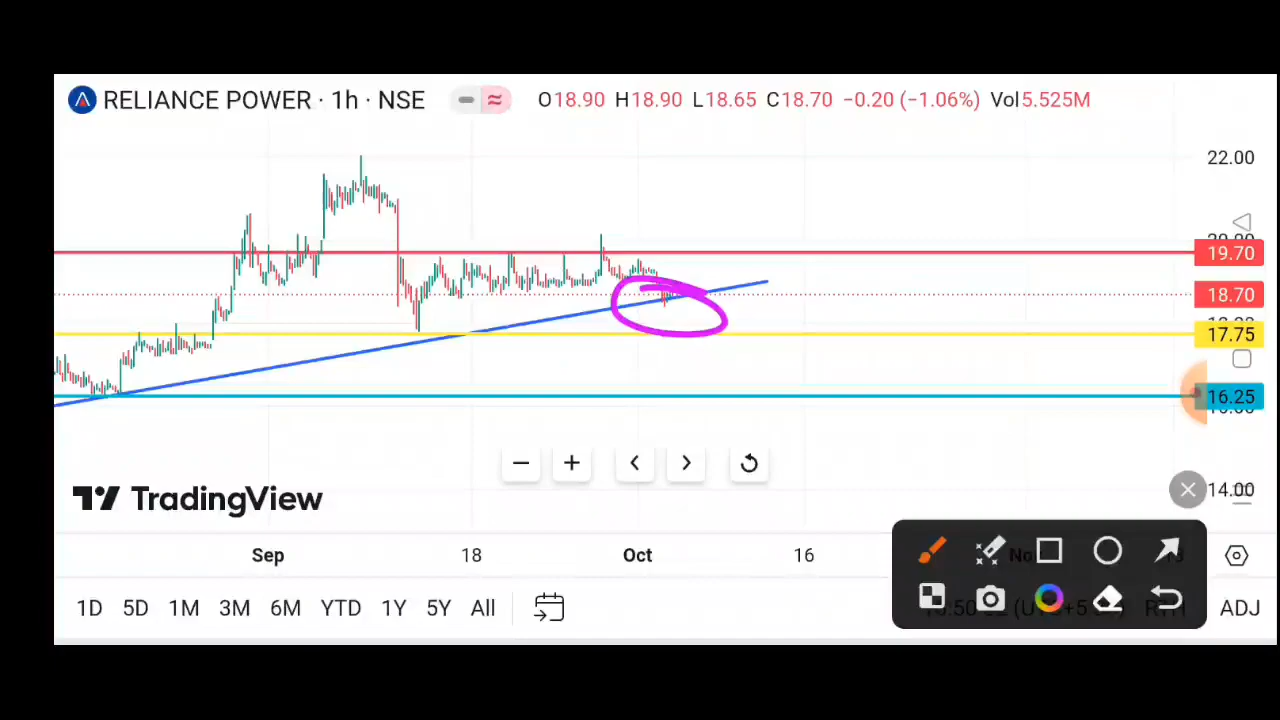 RELIANCE POWER · 1h · NSE
O18.90 H18.90 L18.65 C18.70 −0.20 (−1.06%) Vol5.525M
22.00
19.70
18.70
17.75
16.25
14.00
TradingView
Sep 18 Oct 16
1D 5D 1M 3M 6M YTD 1Y 5Y All ADJ